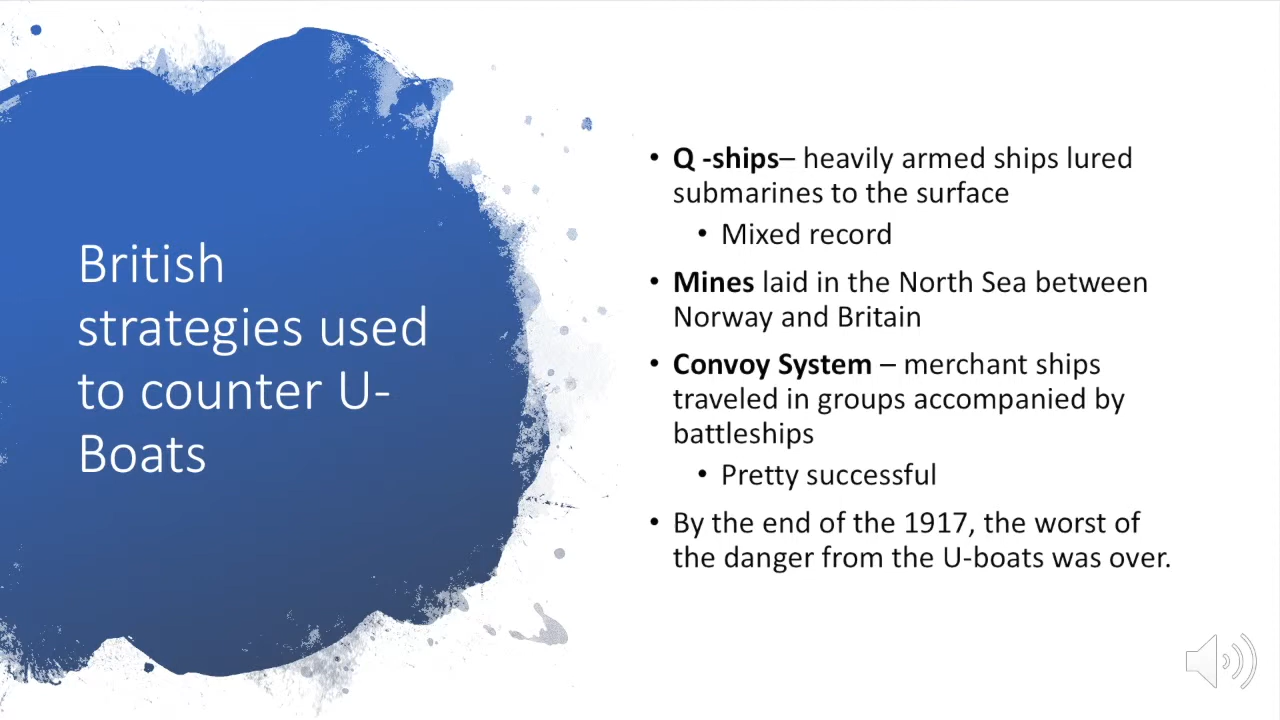 British
strategies used
to counter U-
Boats
• Q -ships– heavily armed ships lured
submarines to the surface
• Mixed record
• Mines laid in the North Sea between
Norway and Britain
• Convoy System – merchant ships
traveled in groups accompanied by
battleships
• Pretty successful
• By the end of the 1917, the worst of
the danger from the U-boats was over.